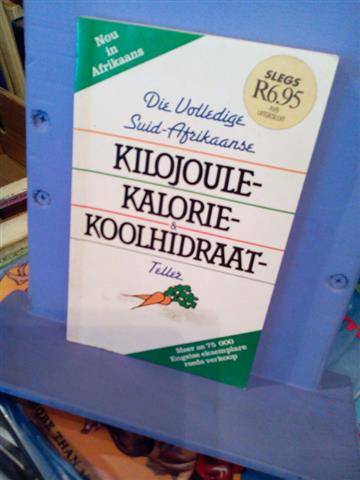 Nou
in
Afrikaans
SLEGS
R6.95
Die Volledige
Suid-Afrikaanse
KILOJOULE-
KALORIE-
&
KOOLHIDRAAT-
Teller
Meer as 75 000
Engelse eksemplare
reeds verkoop